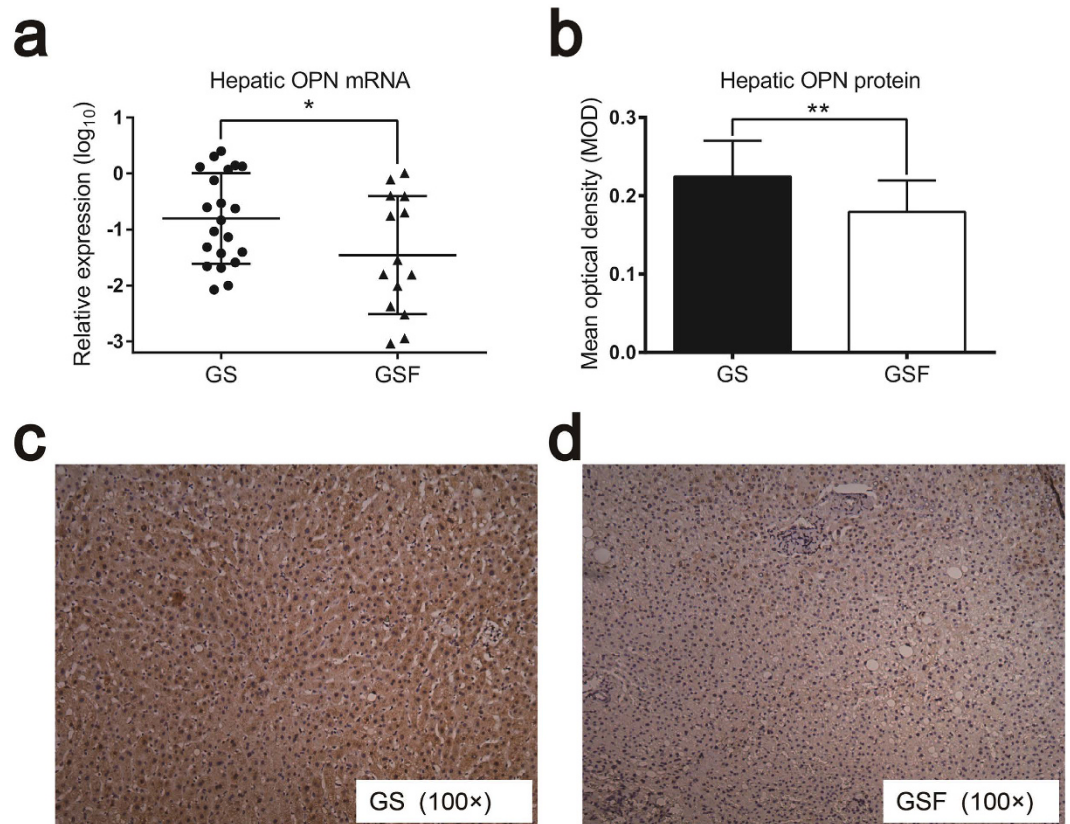 a
b
Hepatic OPN mRNA
*
Relative expression (log10)
1
0
-1
-2
-3
GS
GSF
Hepatic OPN protein
**
Mean optical density (MOD)
0.3
0.2
0.1
0.0
GS
GSF
c
d
GS (100×)
GSF (100×)